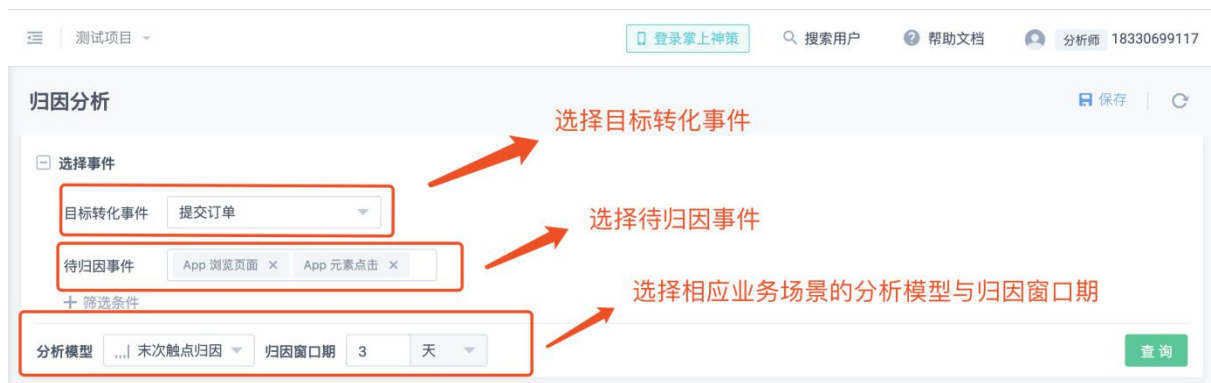 测试项目
登录掌上神策
搜索用户
帮助文档
分析师 18330699117
归因分析
保存
选择目标转化事件
选择事件
目标转化事件 提交订单
选择待归因事件
待归因事件 App 浏览页面 × App 元素点击 ×
+ 筛选条件
选择相应业务场景的分析模型与归因窗口期
分析模型 末次触点归因 归因窗口期 3 天
查询